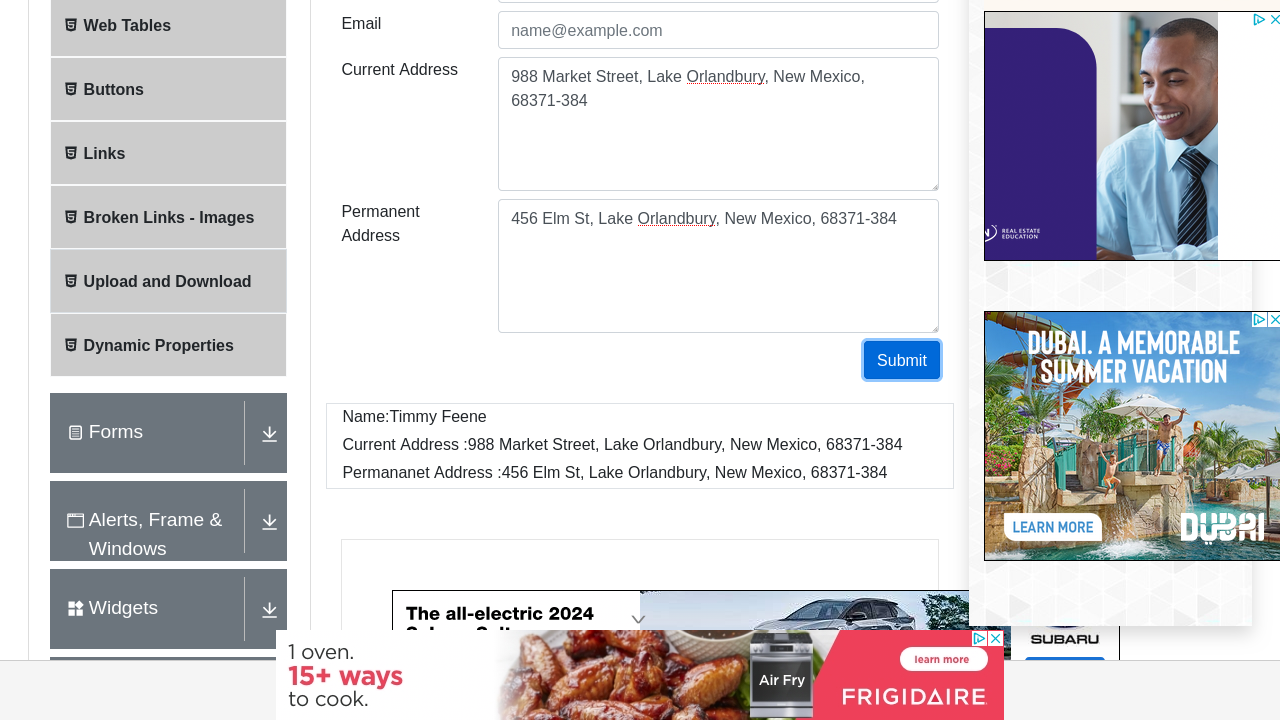 Web Tables
Buttons
Links
Broken Links - Images
Upload and Download
Dynamic Properties
Forms
Alerts, Frame &
Windows
Widgets
Email
name@example.com
Current Address
988 Market Street, Lake Orlandbury, New Mexico,
68371-384
Permanent
Address
456 Elm St, Lake Orlandbury, New Mexico, 68371-384
Submit
Name:Timmy Feene
Current Address :988 Market Street, Lake Orlandbury, New Mexico, 68371-384
Permananet Address :456 Elm St, Lake Orlandbury, New Mexico, 68371-384
The all-electric 2024
REAL ESTATE
EDUCATION
DUBAI. A MEMORABLE
SUMMER VACATION
LEARN MORE
DUBAI
SUBARU
1 oven.
15+ ways
to cook.
Air Fry
learn more
FRIGIDAIRE